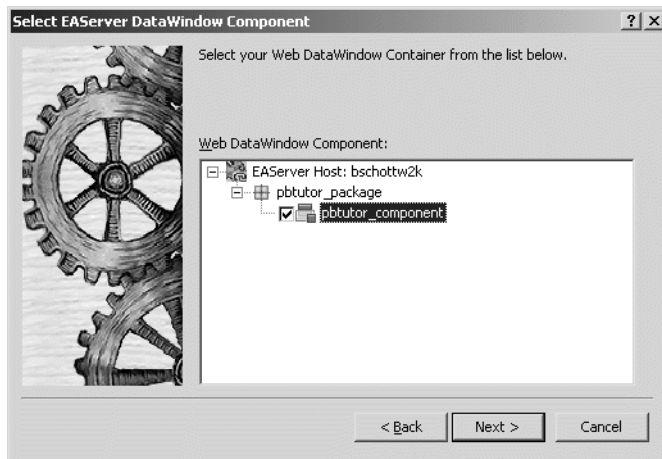 Select EAServer DataWindow Component
Select your Web DataWindow Container from the list below.
Web DataWindow Component:
EAServer Host: bschottw2k
pbtutor_package
pbtutor_component
< Back Next > Cancel